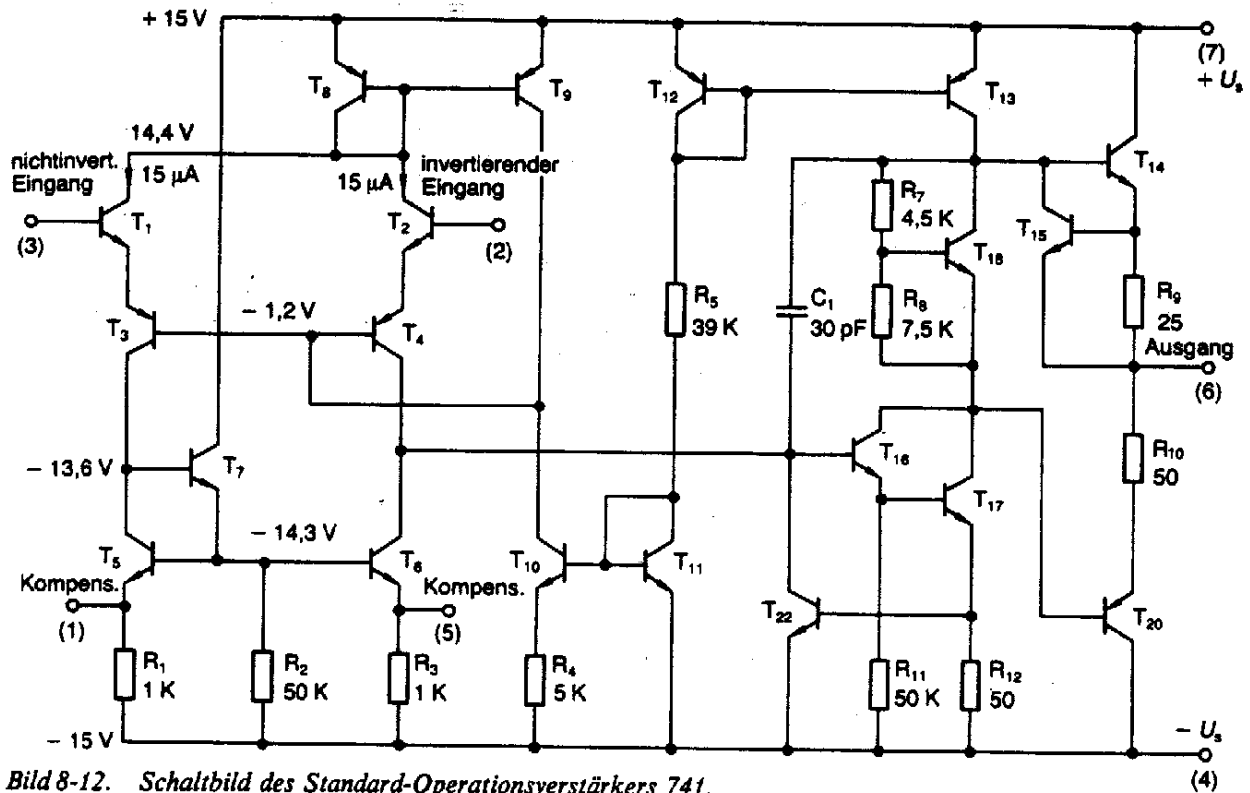 + 15 V
(7)
+ Us
T8
T9
T12
T13
14,4 V
nichtinvert.
Eingang
15 µA
15 µA
invertierender
Eingang
T14
R7
4,5 K
T1
T2
(3)
(2)
T15
T18
R5
39 K
C1
30 pF
R8
7,5 K
R9
25
− 1,2 V
T3
T4
Ausgang
(6)
− 13,6 V
T7
T16
R10
50
T17
− 14,3 V
T5
T6
T10
T11
Kompens.
(1)
Kompens.
(5)
T22
T20
R1
1 K
R2
50 K
R3
1 K
R4
5 K
R11
50 K
R12
50
− 15 V
− Us
(4)
Bild 8-12. Schaltbild des Standard-Operationsverstärkers 741.